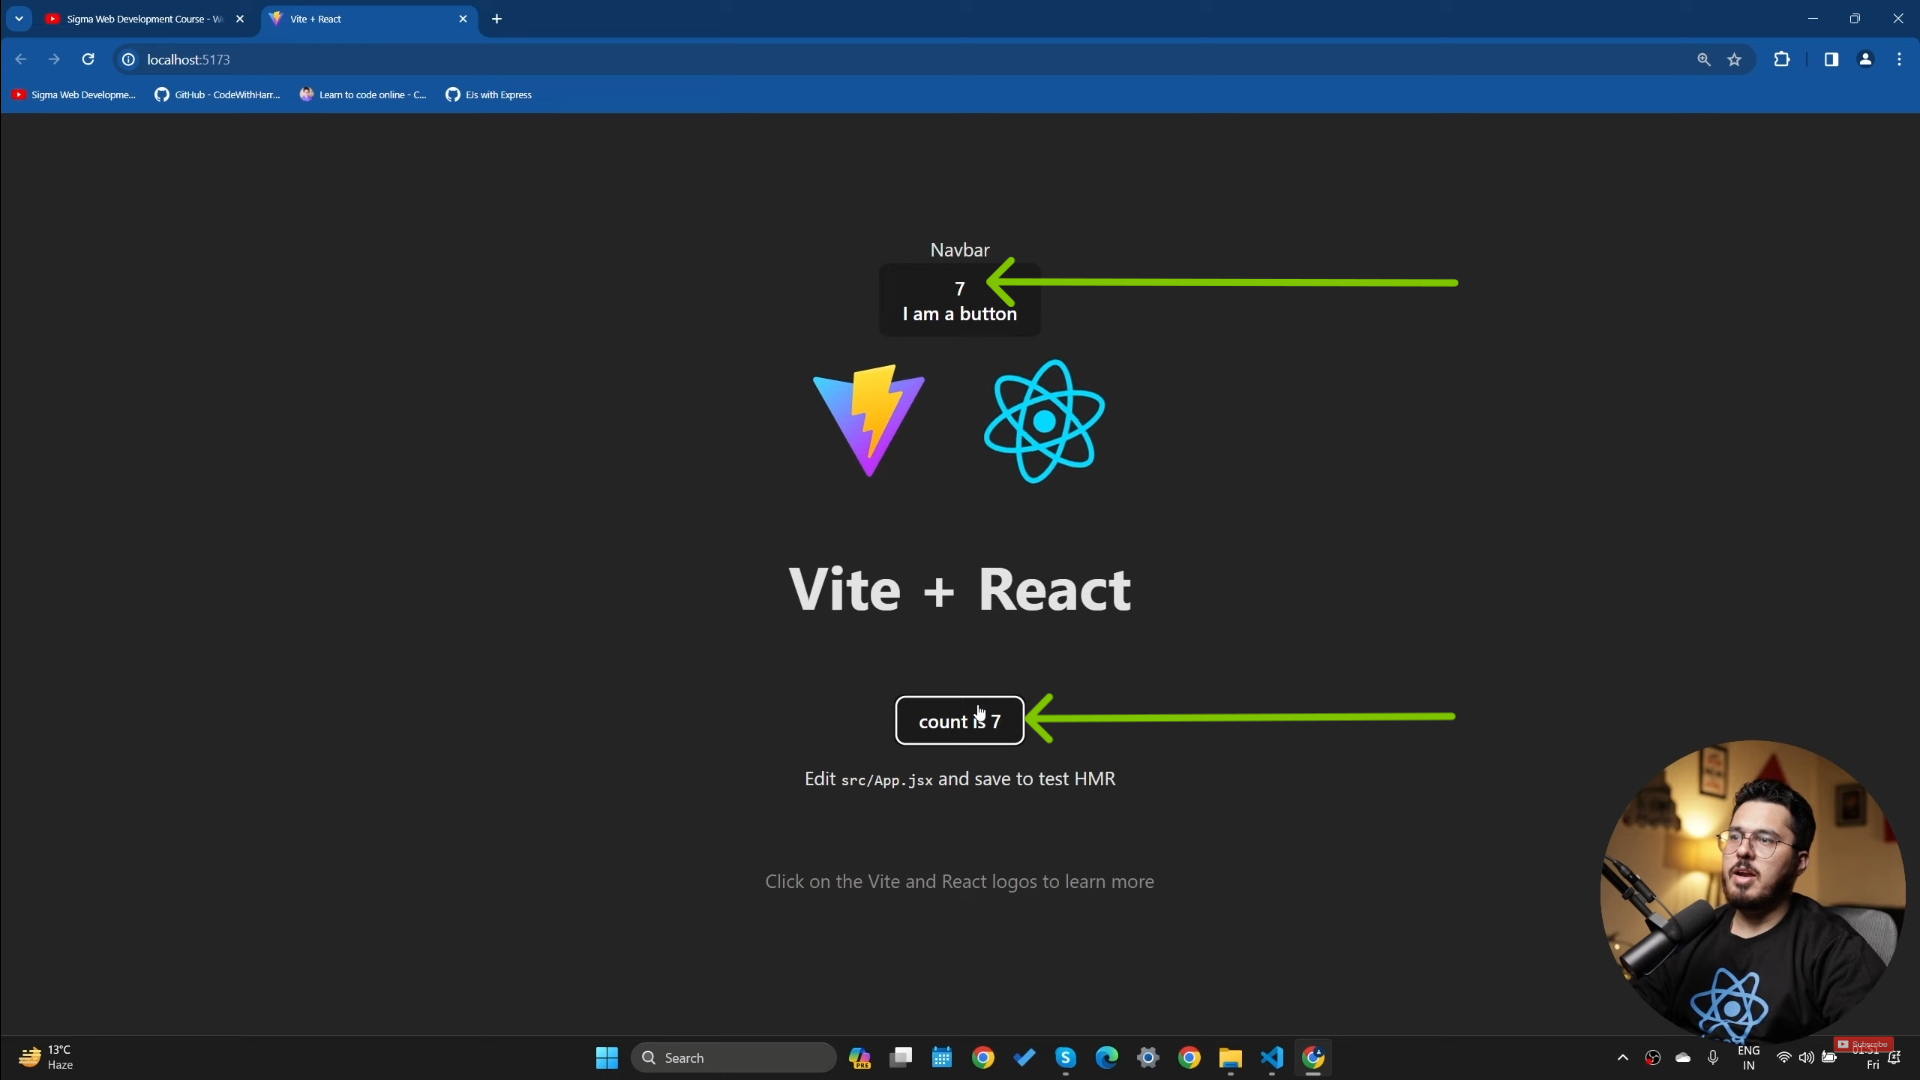 Sigma Web Development Course - W
Vite + React
localhost:5173
Sigma Web Developme...
GitHub - CodeWithHarr...
Learn to code online - C...
EJs with Express
Navbar
7
I am a button
Vite + React
count is 7
Edit src/App.jsx and save to test HMR
Click on the Vite and React logos to learn more
13°C
Haze
Search
PRE
ENG
IN
Subscribe
Fri